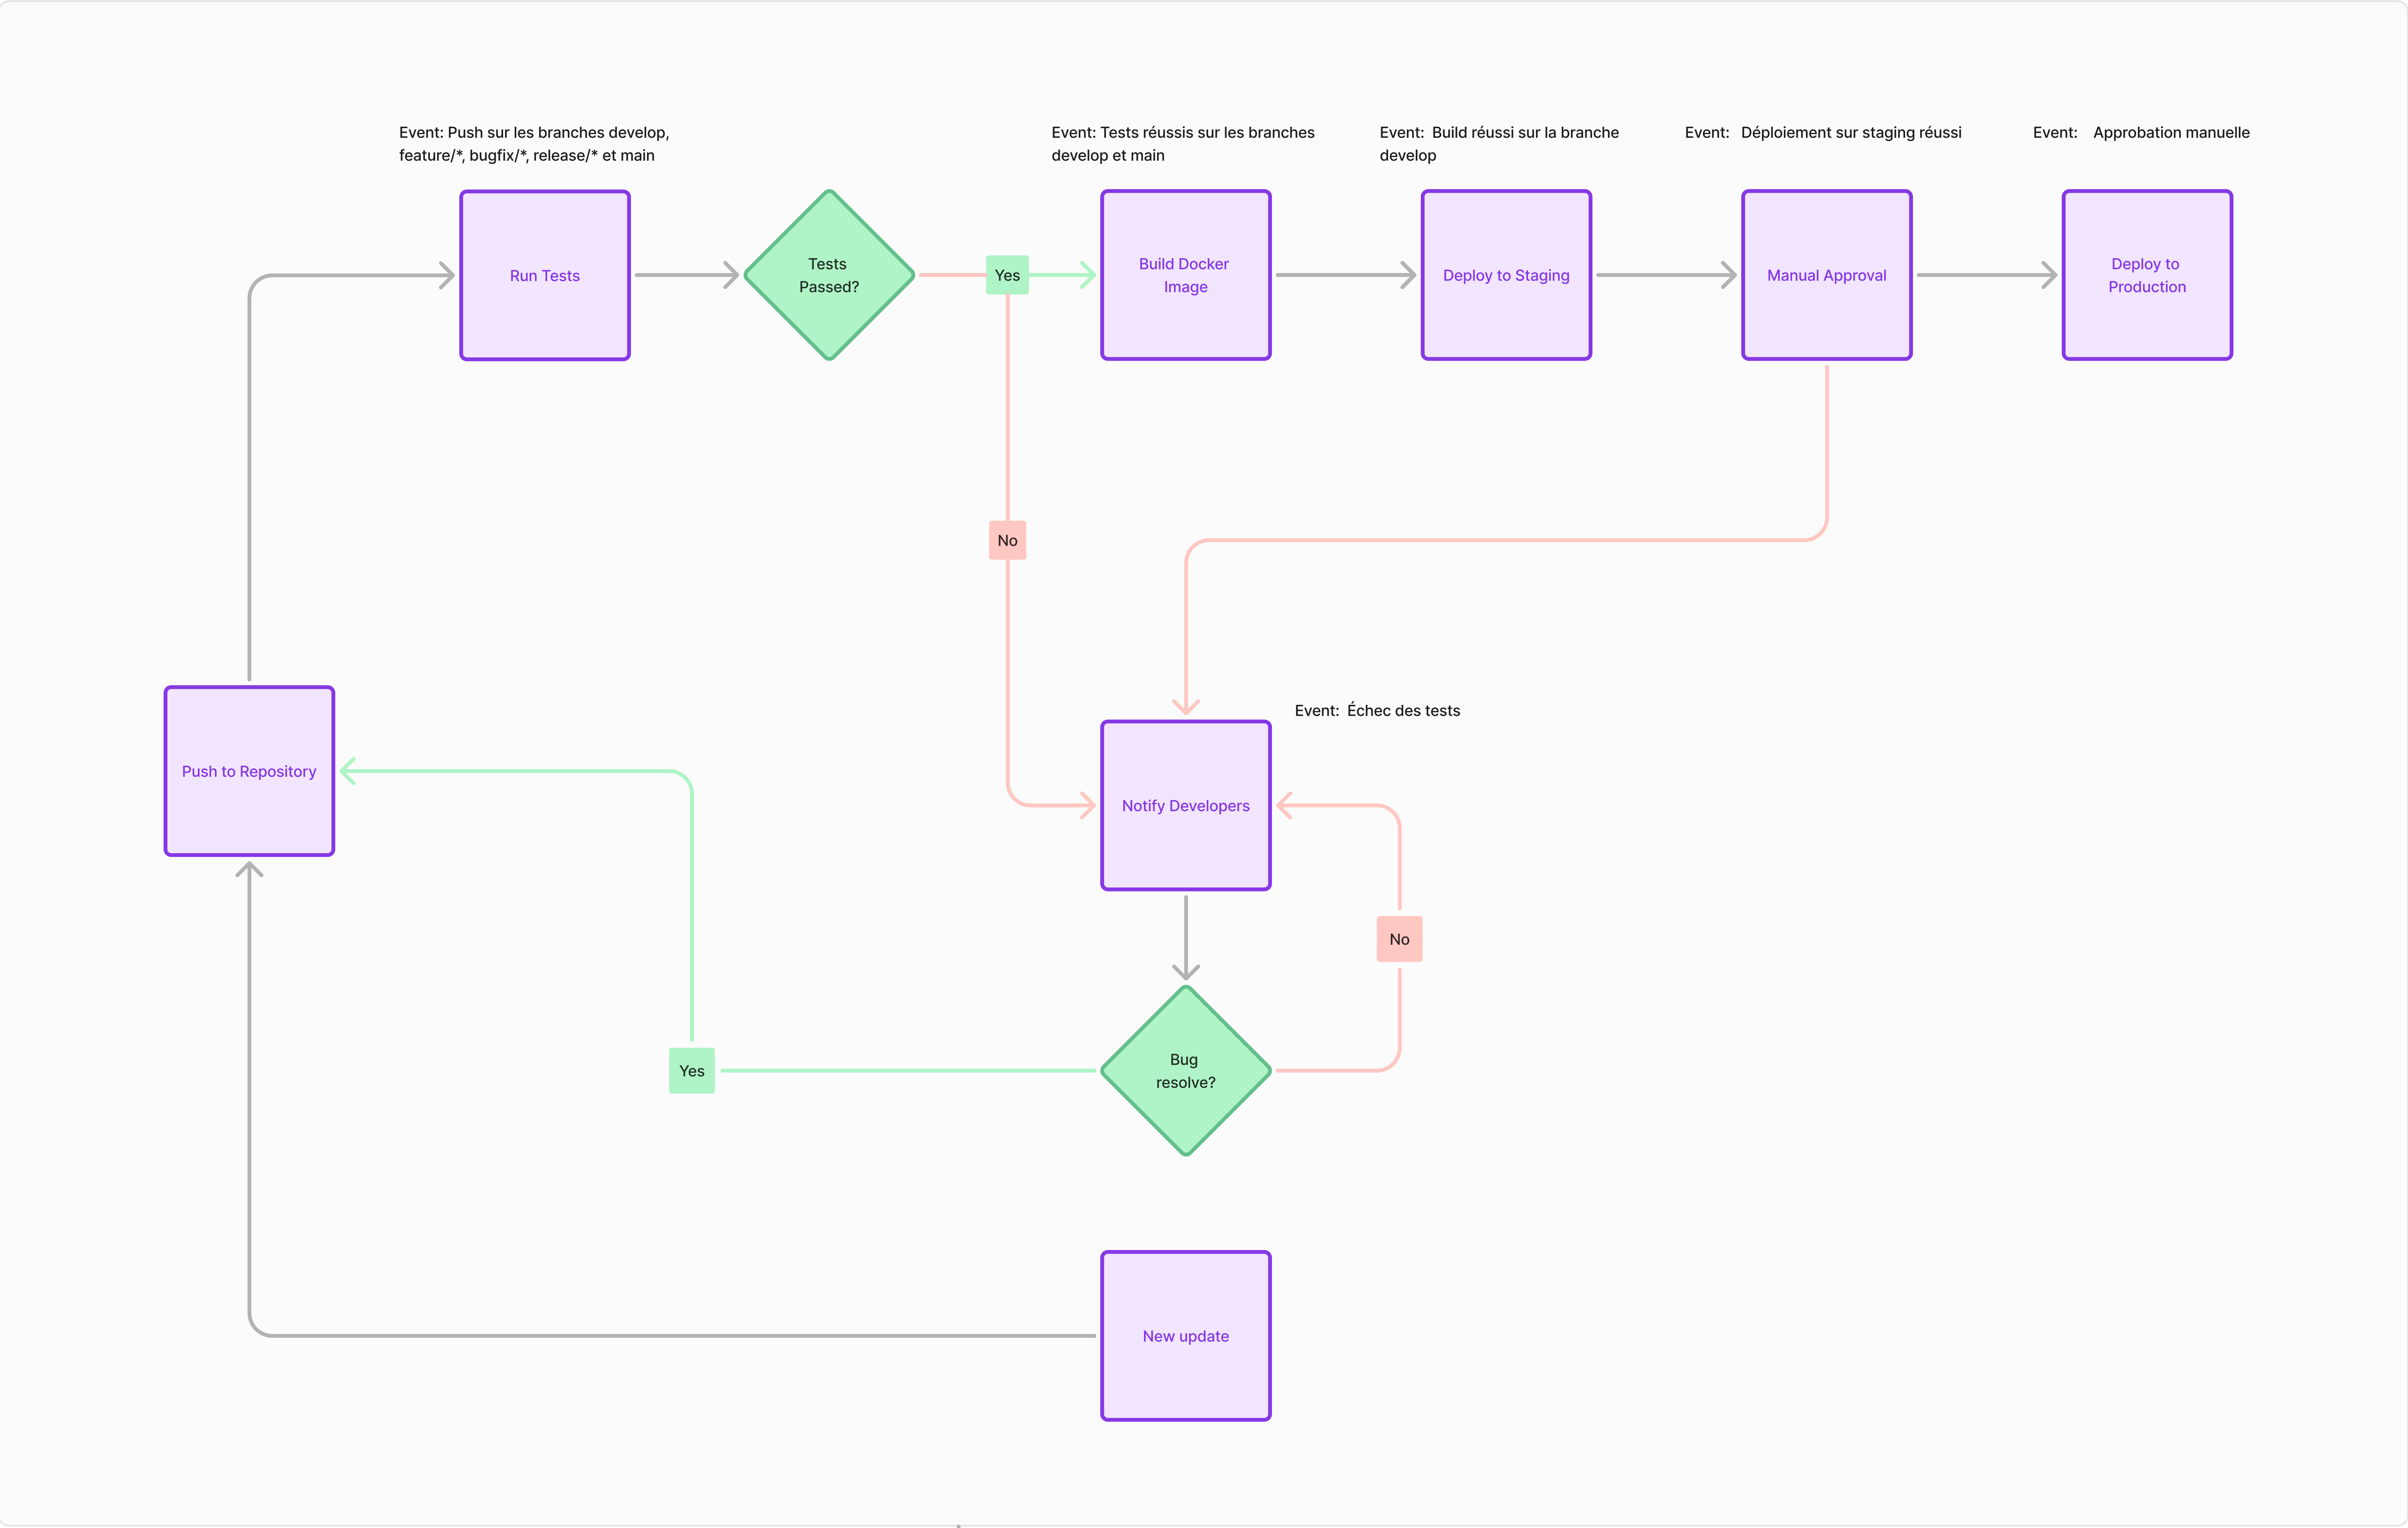 Event: Push sur les branches develop,
feature/*, bugfix/*, release/* et main
Event: Tests réussis sur les branches
develop et main
Event: Build réussi sur la branche
develop
Event: Déploiement sur staging réussi
Event: Approbation manuelle
Run Tests
Tests
Passed?
Yes
Build Docker
Image
Deploy to Staging
Manual Approval
Deploy to
Production
No
Event: Échec des tests
Push to Repository
Notify Developers
No
Bug
resolve?
Yes
New update